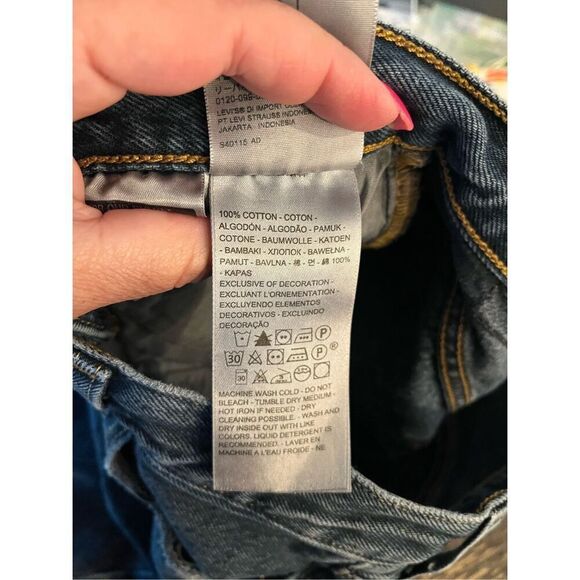 0120-099-
LEVI'S® DI IMPORT OLEH
PT LEVI STRAUSS INDONESIA
JAKARTA INDONESIA
S40115 AD
100% COTTON - COTON -
ALGODÓN - ALGODÃO - PAMUK -
COTONE - BAUMWOLLE - KATOEN
- BAMBAKI - ХЛОПОК - BAWEŁNA -
PAMUT - BAVLNA - 棉 - 면 - 綿 100%
- KAPAS
EXCLUSIVE OF DECORATION -
EXCLUANT L'ORNEMENTATION -
EXCLUYENDO ELEMENTOS
DECORATIVOS - EXCLUINDO
DECORAÇÃO
P
30 P ®
30
MACHINE WASH COLD - DO NOT
BLEACH - TUMBLE DRY MEDIUM -
HOT IRON IF NEEDED - DRY
CLEANING POSSIBLE. - WASH AND
DRY INSIDE OUT WITH LIKE
COLORS. LIQUID DETERGENT IS
RECOMMENDED. - LAVER EN
MACHINE A L'EAU FROIDE - NE